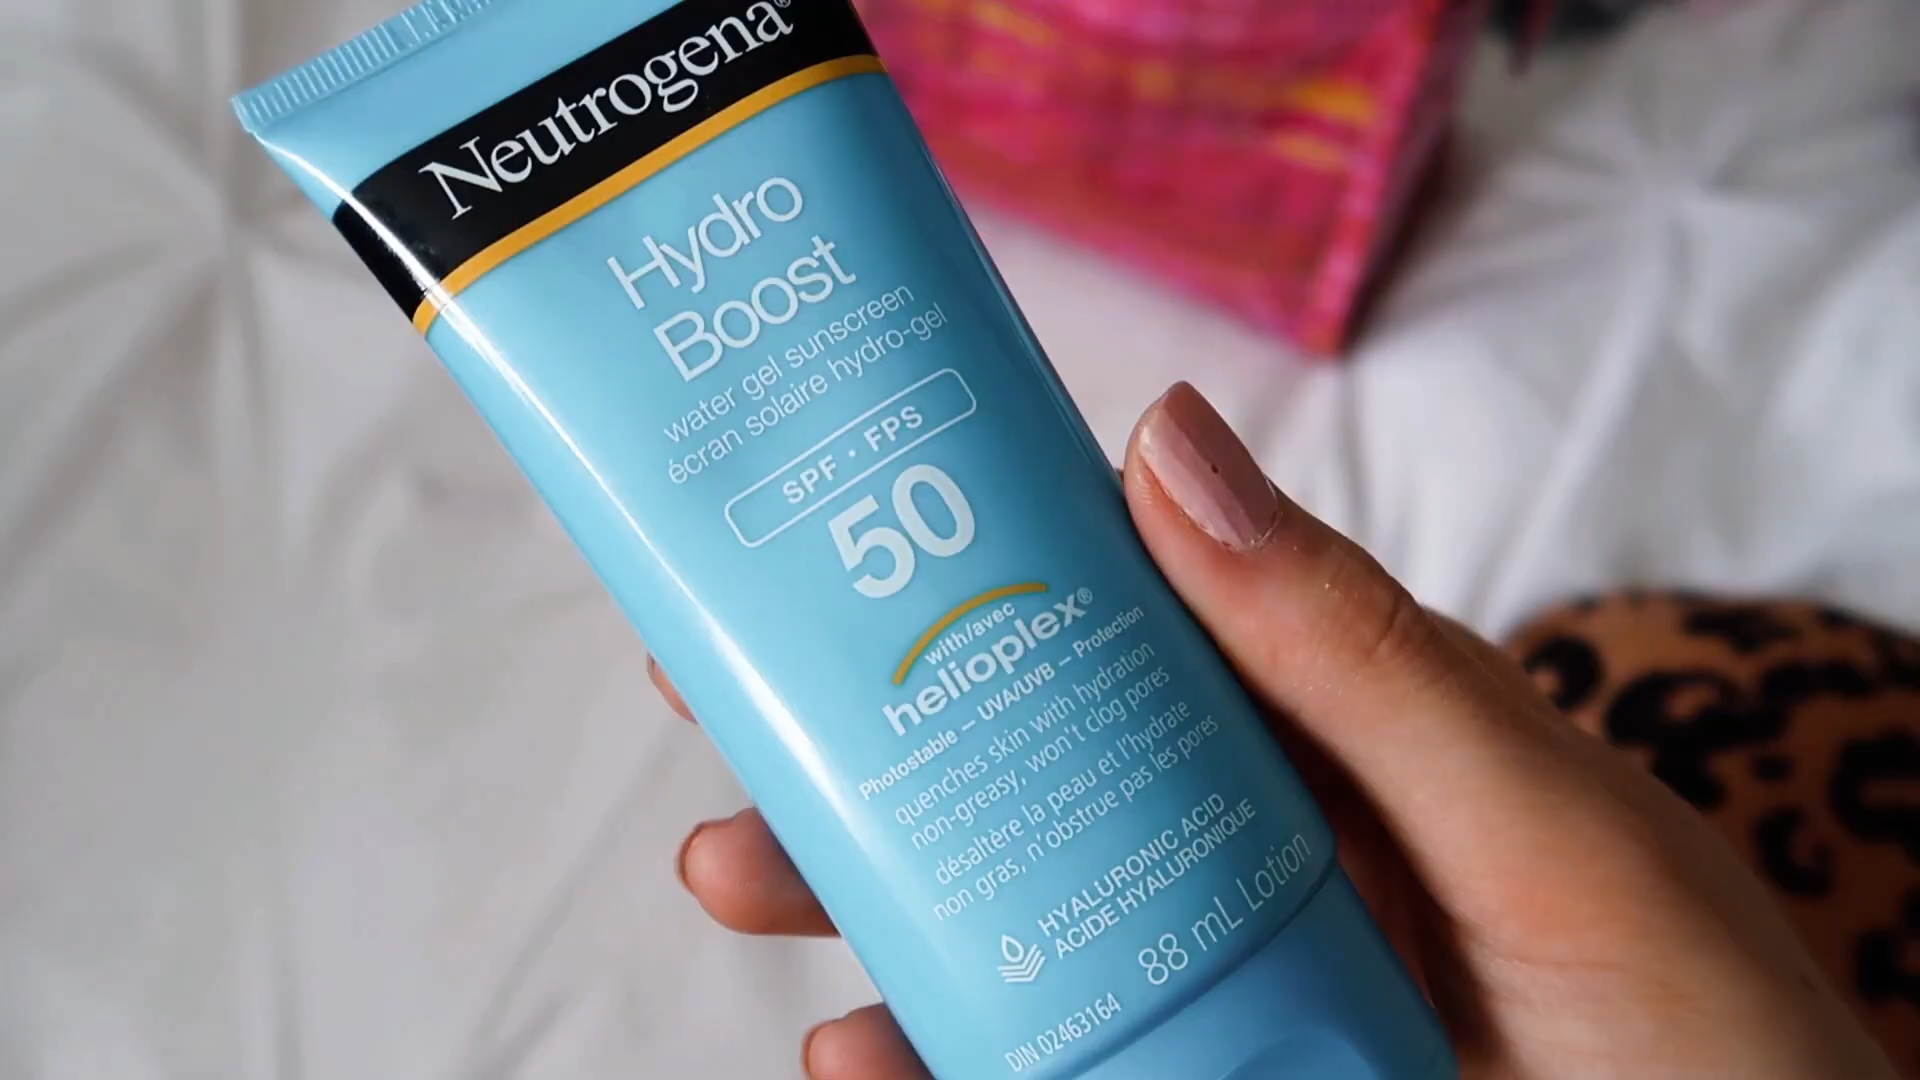 Neutrogena®
Hydro
Boost
water gel sunscreen
écran solaire hydro-gel
SPF · FPS
50
with/avec
helioplex®
Photostable – UVA/UVB – Protection
quenches skin with hydration
non-greasy, won't clog pores
désaltère la peau et l'hydrate
non gras, n'obstrue pas les pores
HYALURONIC ACID
ACIDE HYALURONIQUE
88 mL Lotion
DIN 02463164